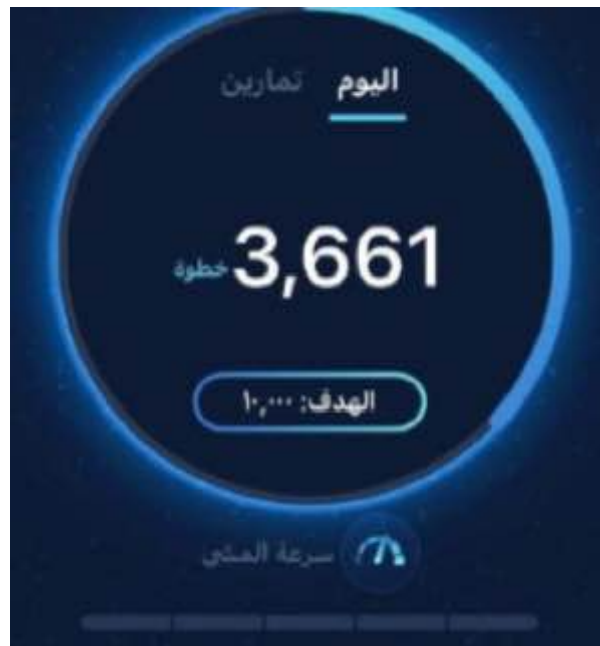 اليوم تمارين
3,661 خطوة
الهدف: ١٠,٠٠٠
سرعة المشي